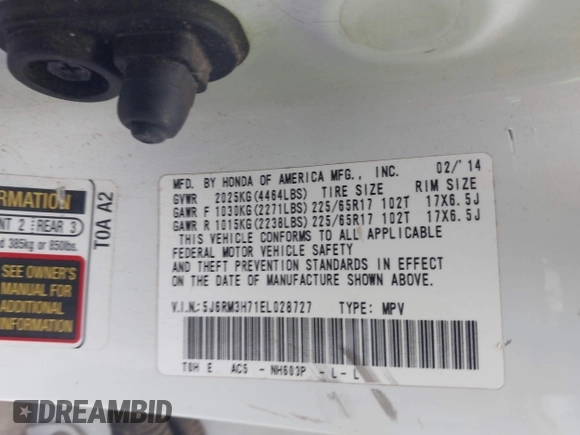 MFD. BY HONDA OF AMERICA MFG., INC. 02/'14
GVWR 2025KG(4464LBS) TIRE SIZE RIM SIZE
GAWR F 1030KG(2271LBS)225/65R17 102T 17X6.5J
GAWR R 1015KG(2238LBS)225/65R17 102T 17X6.5J
THIS VEHICLE CONFORMS TO ALL APPLICABLE
FEDERAL MOTOR VEHICLE SAFETY
AND THEFT PREVENTION STANDARDS IN EFFECT
ON THE DATE OF MANUFACTURE SHOWN ABOVE.
V.I.N.:5J6RM3H71EL028727 TYPE: MPV
TOH E AC5 - NH603P - L - L
2 REAR 3
385kg or 850lbs.
SEE OWNER'S
MANUAL FOR
ADDITIONAL
INFORMATION
T0A A2
DREAMBID